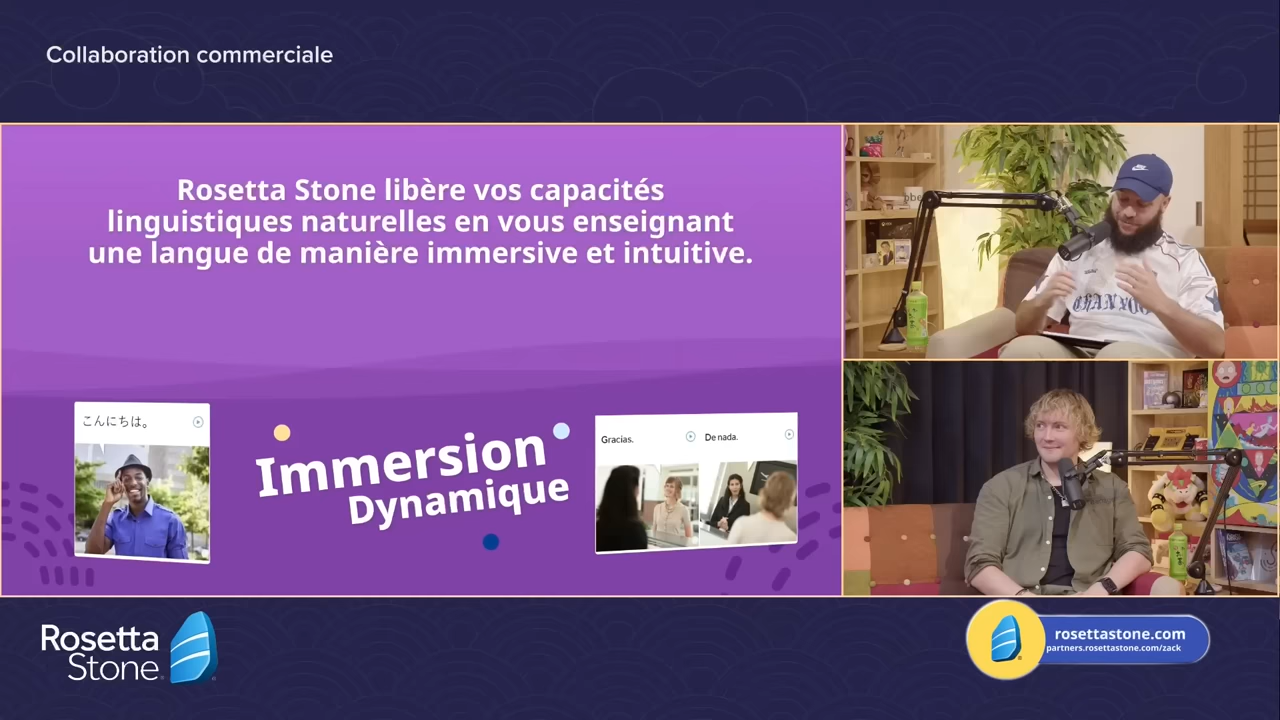 Collaboration commerciale
Rosetta Stone libère vos capacités
linguistiques naturelles en vous enseignant
une langue de manière immersive et intuitive.
こんにちは。
Immersion
Dynamique
Gracias.
De nada.
Rosetta
Stone
rosettastone.com
partners.rosettastone.com/zack